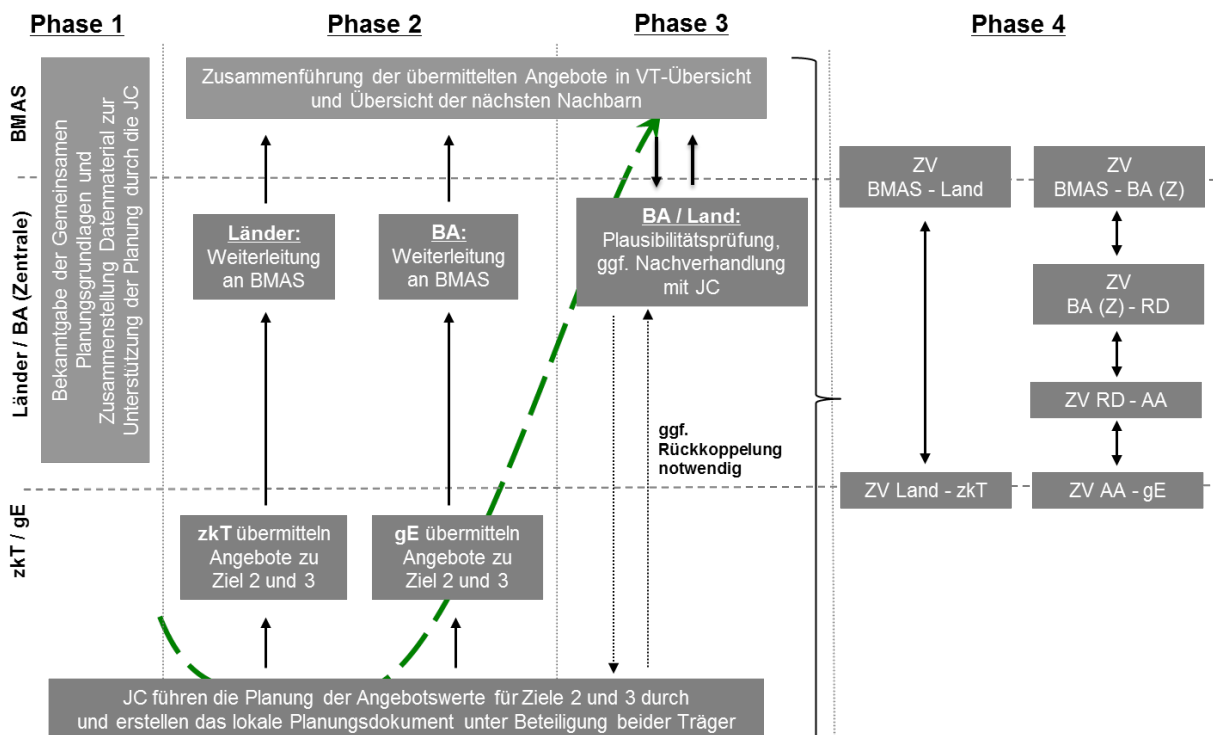 Phase 1
Phase 2
Phase 3
Phase 4
BMAS
Länder / BA (Zentrale)
zkT / gE
Bekanntgabe der Gemeinsamen
Planungsgrundlagen und
Zusammenstellung Datenmaterial zur
Unterstützung der Planung durch die JC
Zusammenführung der übermittelten Angebote in VT-Übersicht
und Übersicht der nächsten Nachbarn
Länder:
Weiterleitung
an BMAS
BA:
Weiterleitung
an BMAS
zkT übermitteln
Angebote zu
Ziel 2 und 3
gE übermitteln
Angebote zu
Ziel 2 und 3
JC führen die Planung der Angebotswerte für Ziele 2 und 3 durch
und erstellen das lokale Planungsdokument unter Beteiligung beider Träger
BA / Land:
Plausibilitätsprüfung,
ggf. Nachverhandlung
mit JC
ggf.
Rückkoppelung
notwendig
ZV
BMAS - Land
ZV Land - zkT
ZV
BMAS - BA (Z)
ZV
BA (Z) - RD
ZV RD - AA
ZV AA - gE